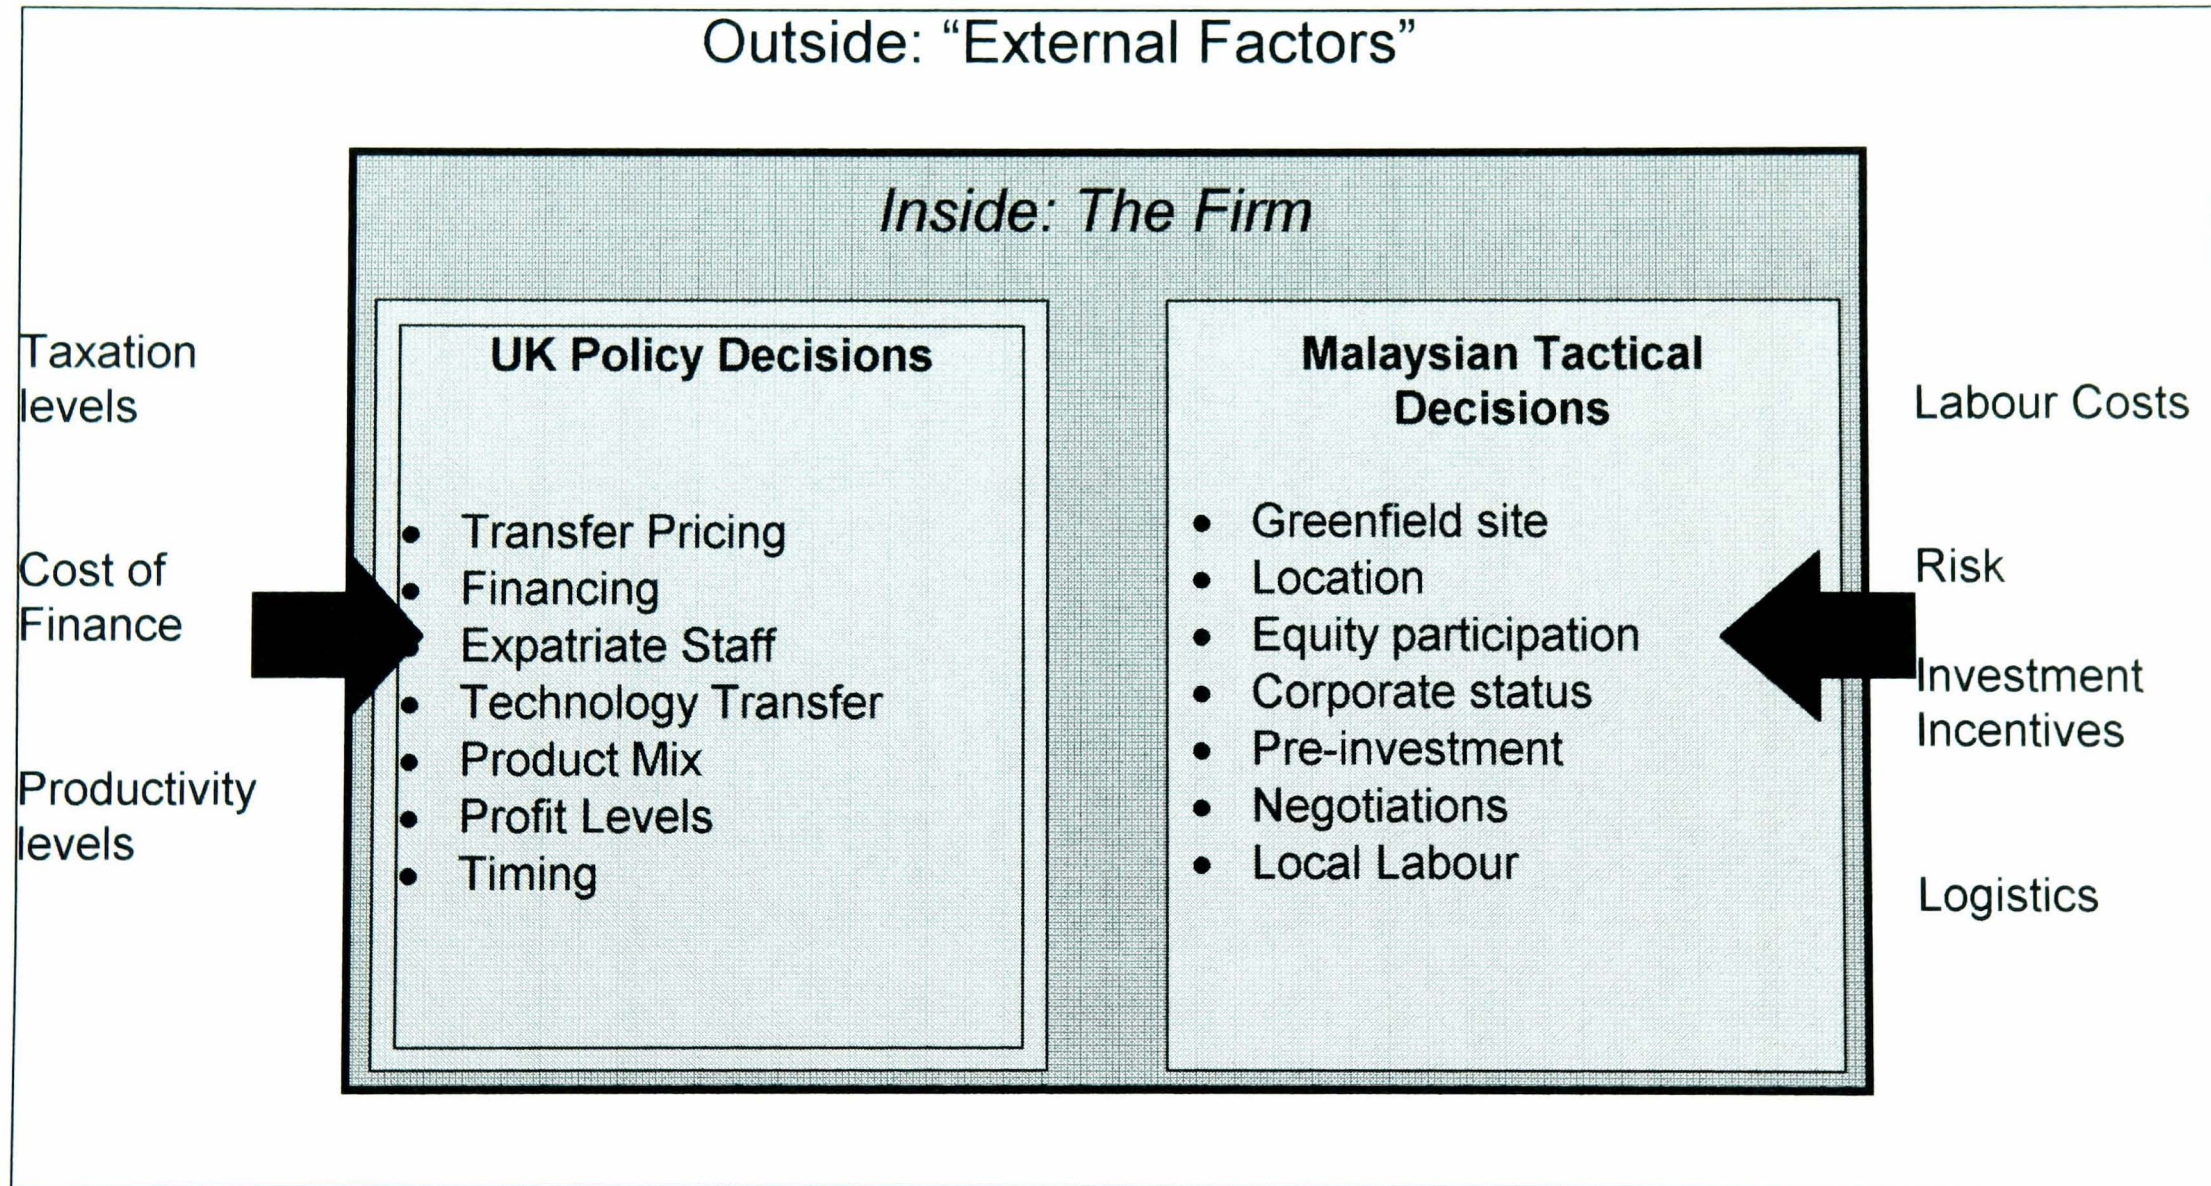 Outside: “External Factors”
Inside: The Firm
Taxation
levels
Cost of
Finance
Productivity
levels
UK Policy Decisions
• Transfer Pricing
• Financing
• Expatriate Staff
• Technology Transfer
• Product Mix
• Profit Levels
• Timing
Malaysian Tactical
Decisions
• Greenfield site
• Location
• Equity participation
• Corporate status
• Pre-investment
• Negotiations
• Local Labour
Labour Costs
Risk
Investment
Incentives
Logistics